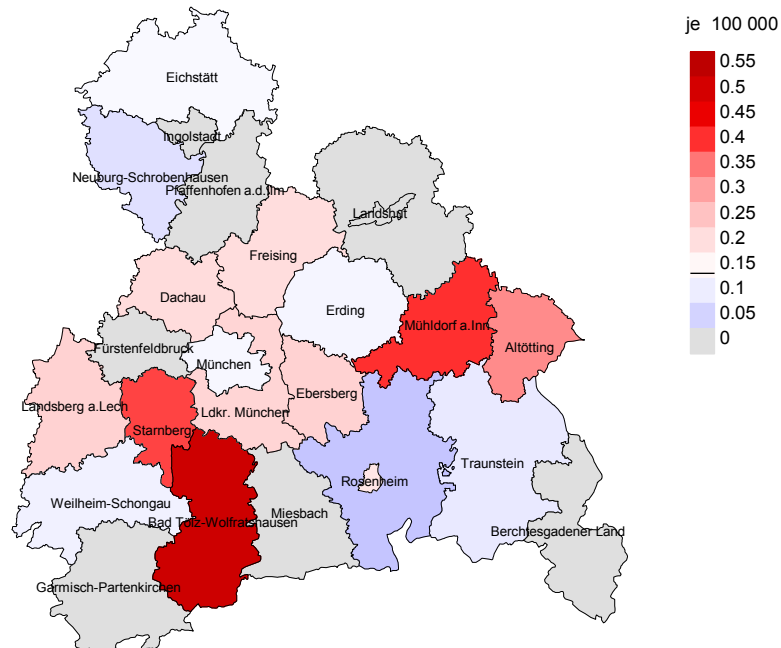 je 100 000
0.55
0.5
0.45
0.4
0.35
0.3
0.25
0.2
0.15
0.1
0.05
0
Eichstätt
Ingolstadt
Neuburg-Schrobenhausen
Pfaffenhofen a.d.Ilm
Landshut
Freising
Dachau
Erding
Mühldorf a.Inn
Altötting
Fürstenfeldbruck
München
Ebersberg
Landsberg a.Lech
Ldkr. München
Starnberg
Traunstein
Rosenheim
Weilheim-Schongau
Miesbach
Bad Tölz-Wolfratshausen
Berchtesgadener Land
Garmisch-Partenkirchen